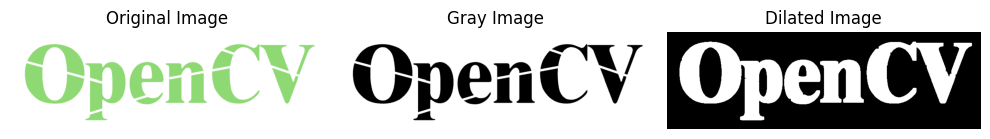 Original Image
Gray Image
Dilated Image
OpenCV
OpenCV
OpenCV